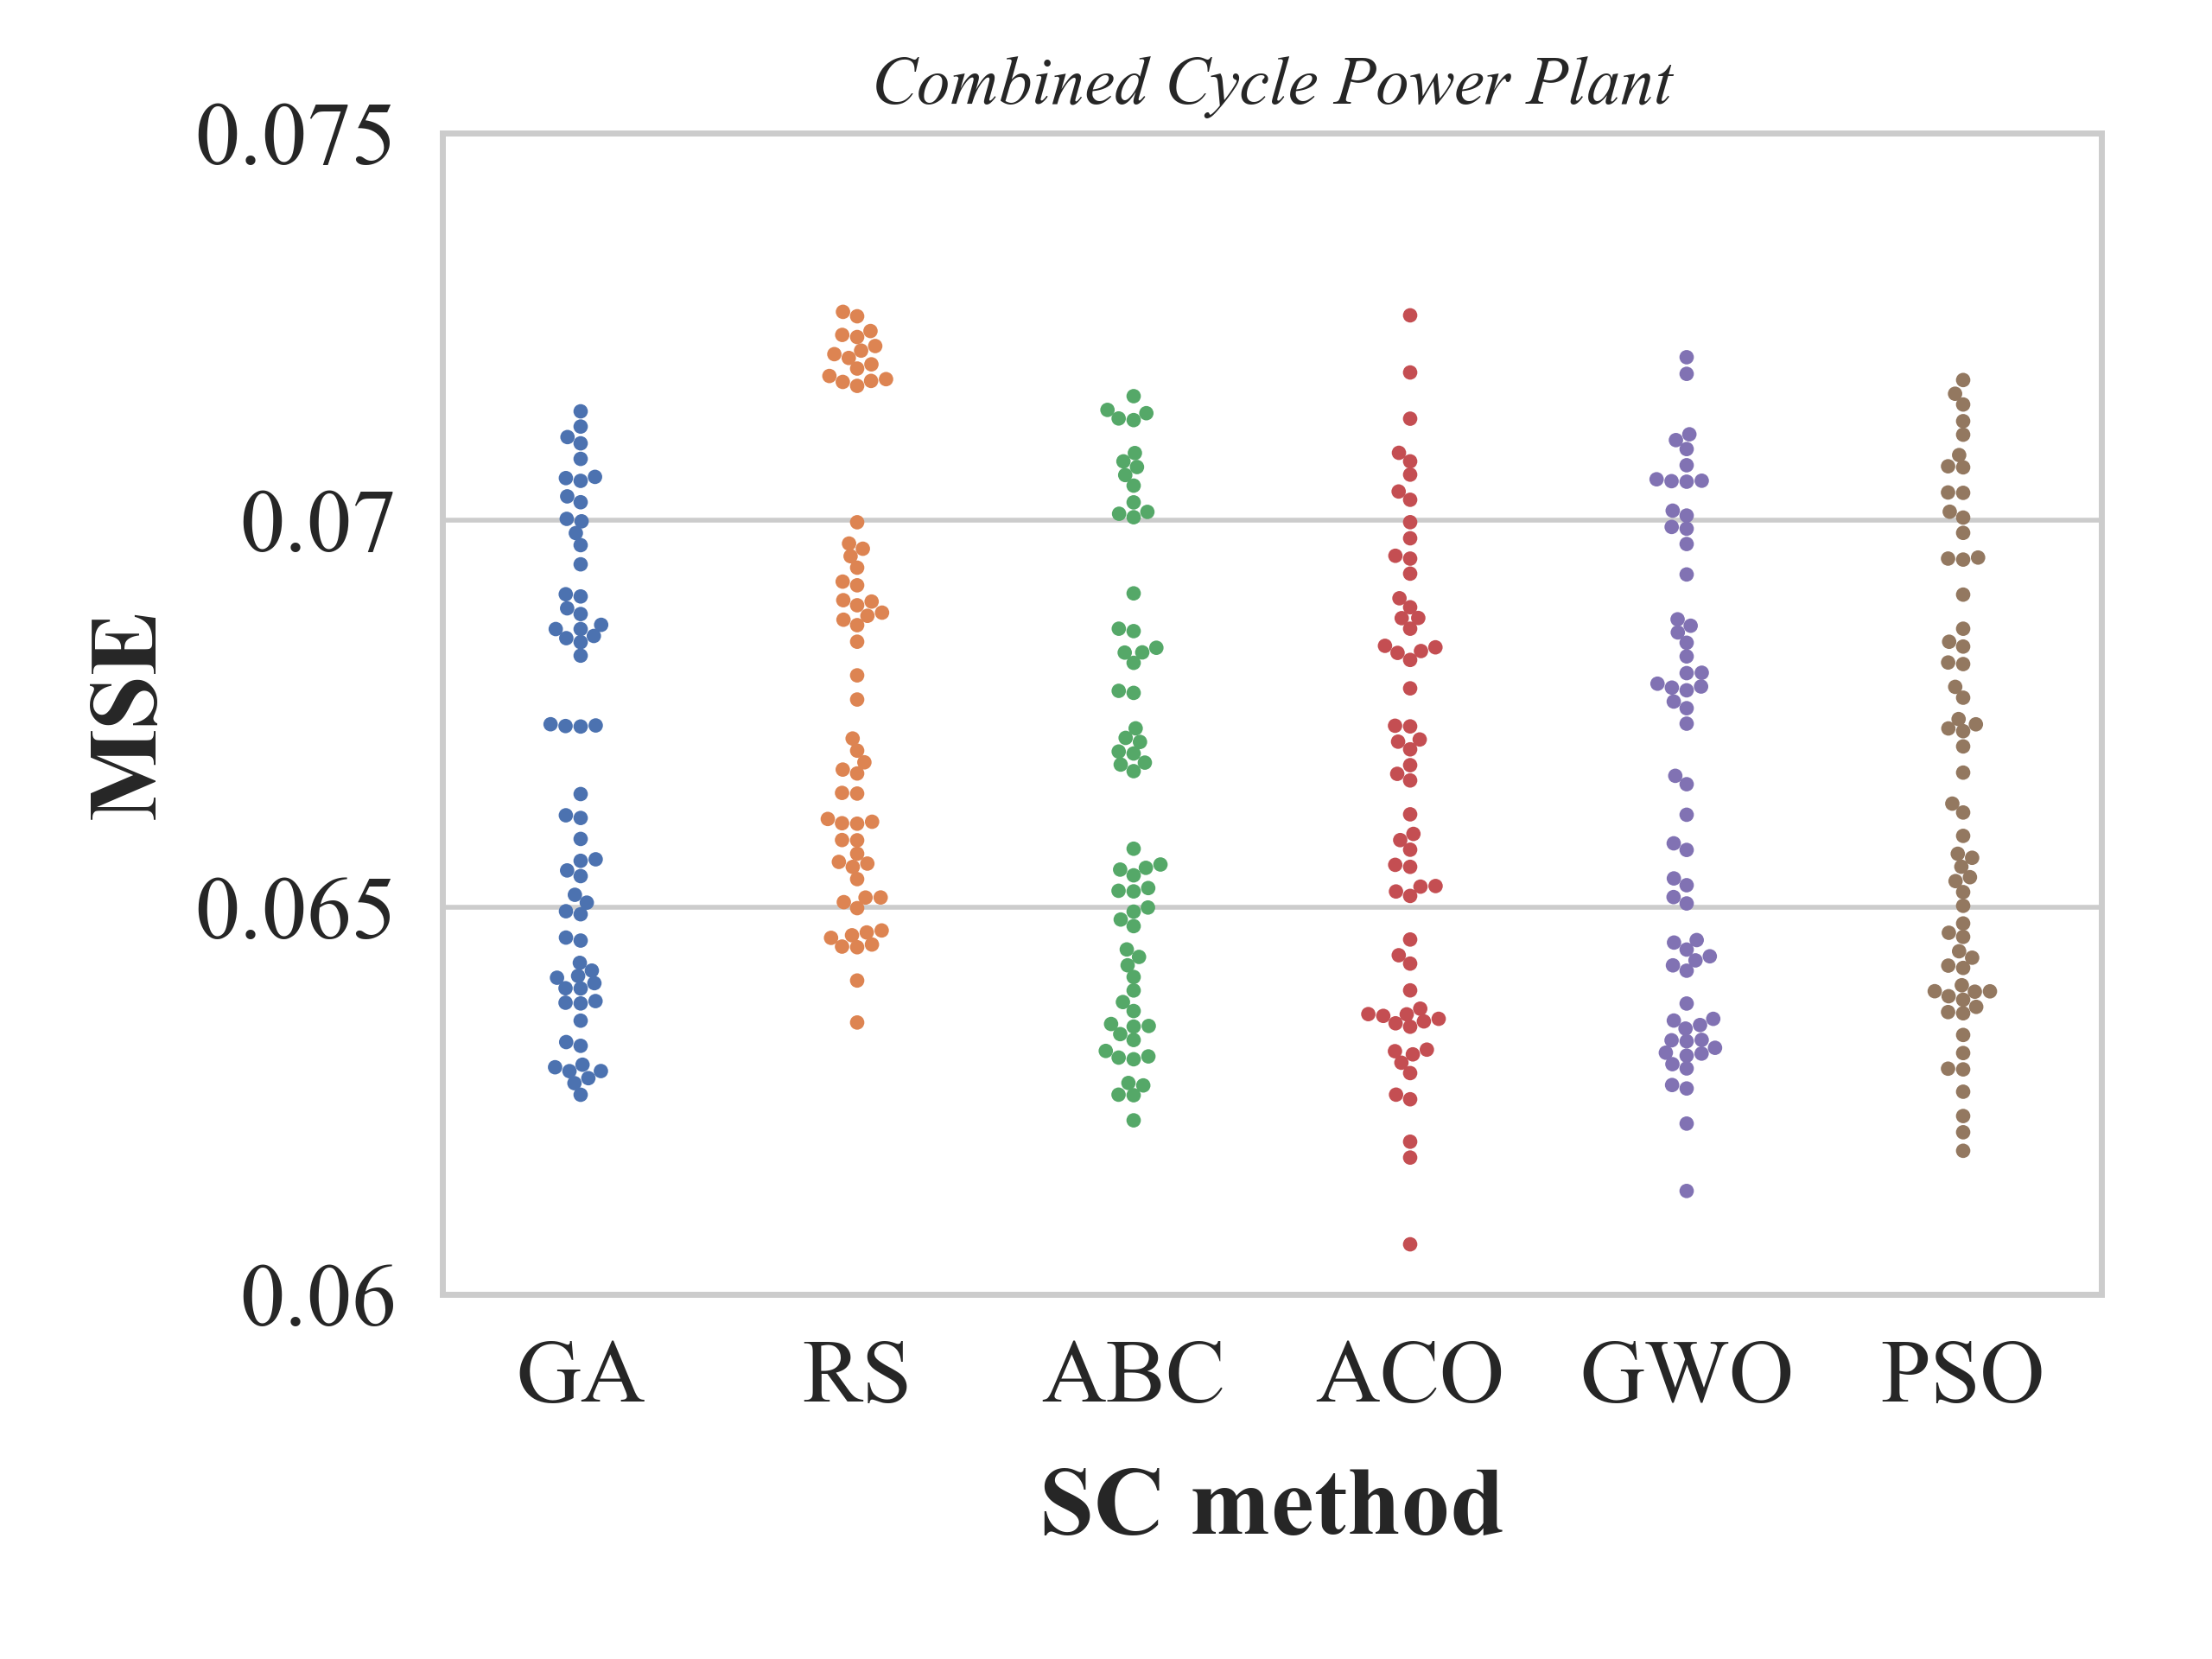 Combined Cycle Power Plant
0.075
0.07
0.065
0.06
MSE
GA RS ABC ACO GWO PSO
SC method